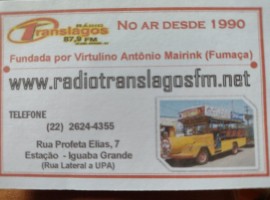 RÁDIO
Translagos
87,9 FM
No AR DESDE 1990
Fundada por Virtulino Antônio Mairink (Fumaça)
www.radiotranslagosfm.net
TELEFONE
(22) 2624-4355
Rua Profeta Elias, 7
Estação - Iguaba Grande
(Rua Lateral a UPA)